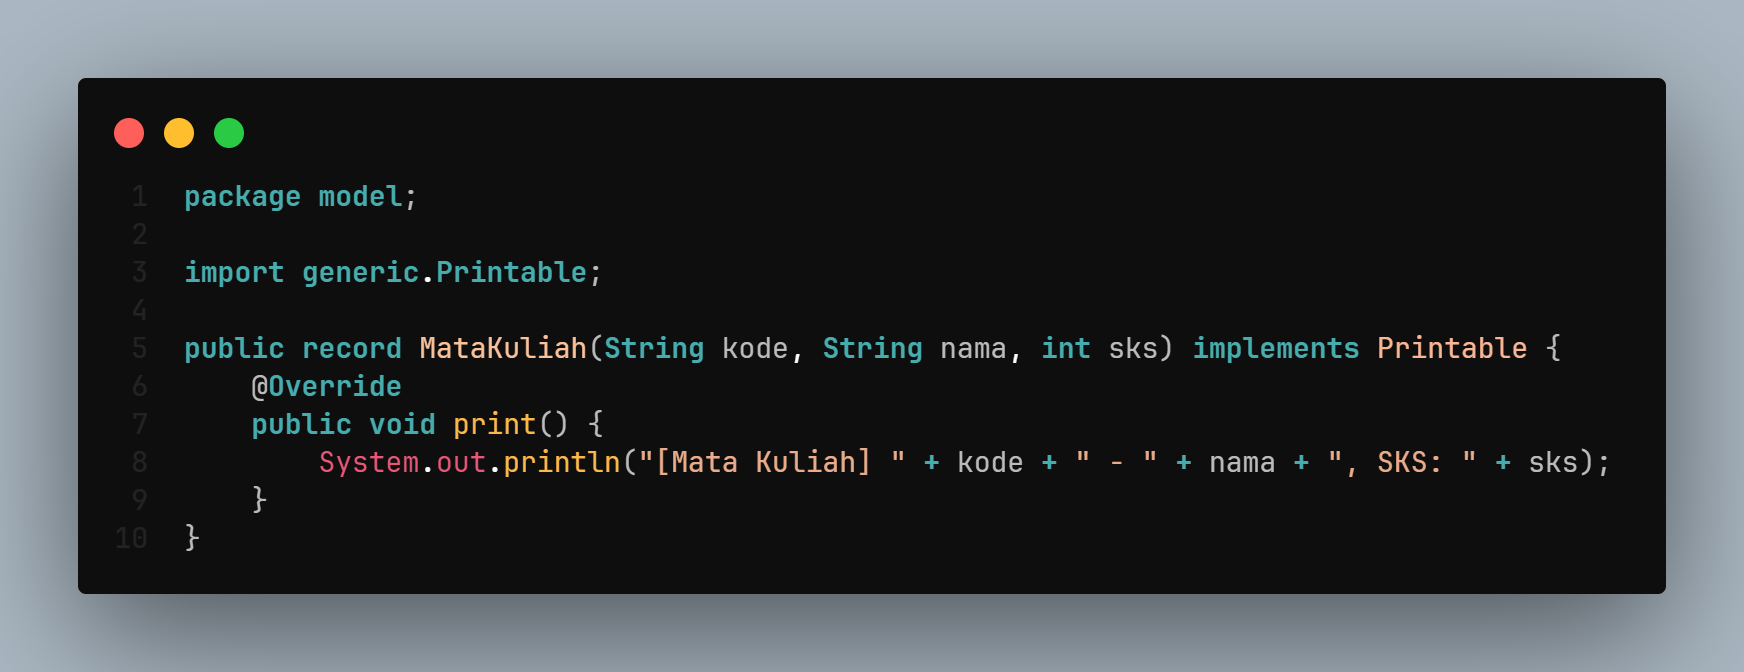 1 package model;
2
3 import generic.Printable;
4
5 public record MataKuliah(String kode, String nama, int sks) implements Printable {
6     @Override
7     public void print() {
8         System.out.println("[Mata Kuliah] " + kode + " - " + nama + ", SKS: " + sks);
9     }
10 }